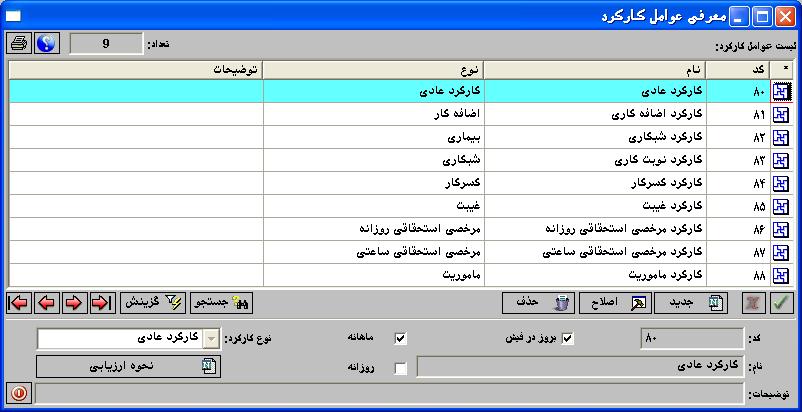 معرفی عوامل کارکرد
لیست عوامل کارکرد: تعداد: 9
* کد نام نوع توضیحات
۸۰ کارکرد عادی کارکرد عادی
۸۱ کارکرد اضافه کاری اضافه کار
۸۲ کارکرد شبکاری بیماری
۸۳ کارکرد نوبت کاری شبکاری
۸۴ کارکرد کسرکار کسرکار
۸۵ کارکرد غیبت غیبت
۸۶ کارکرد مرخصی استحقاقی روزانه مرخصی استحقاقی روزانه
۸۷ کارکرد مرخصی استحقاقی ساعتی مرخصی استحقاقی ساعتی
۸۸ کارکرد ماموریت ماموریت
جدید اصلاح حذف جستجو گزینش
کد: ۸۰ بروز در فیش ماهانه نوع کارکرد: کارکرد عادی
نام: کارکرد عادی روزانه نحوه ارزیابی
توضیحات: